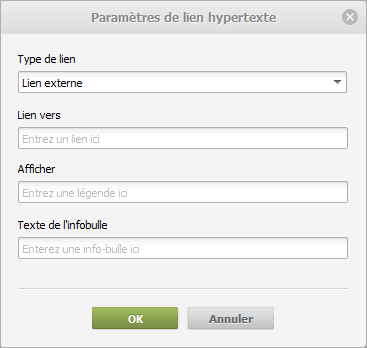 Paramètres de lien hypertexte
Type de lien
Lien externe
Lien vers
Entrez un lien ici
Afficher
Entrez une légende ici
Texte de l'infobulle
Enterez une info-bulle ici
OK
Annuler